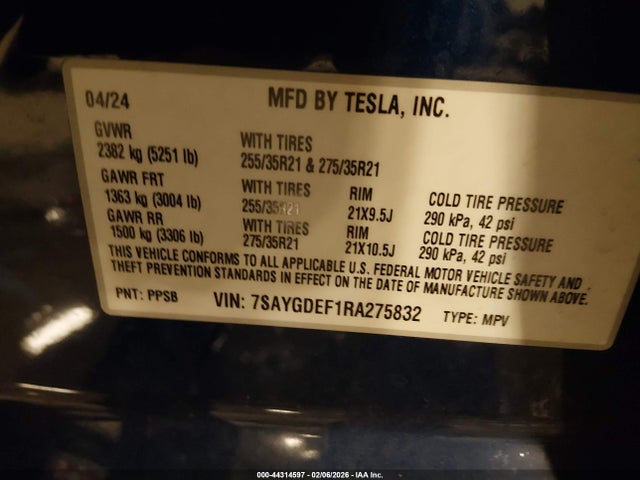 04/24 MFD BY TESLA, INC.
GVWR
2382 kg (5251 lb) WITH TIRES
255/35R21 & 275/35R21
GAWR FRT
1363 kg (3004 lb) WITH TIRES
255/35R21 RIM
21X9.5J COLD TIRE PRESSURE
290 kPa, 42 psi
GAWR RR
1500 kg (3306 lb) WITH TIRES
275/35R21 RIM
21X10.5J COLD TIRE PRESSURE
290 kPa, 42 psi
THIS VEHICLE CONFORMS TO ALL APPLICABLE U.S. FEDERAL MOTOR VEHICLE SAFETY AND
THEFT PREVENTION STANDARDS IN EFFECT ON THE DATE OF MANUFACTURE SHOWN ABOVE.
PNT: PPSB VIN: 7SAYGDEF1RA275832 TYPE: MPV
000-44314597 - 02/06/2026 - IAA Inc.